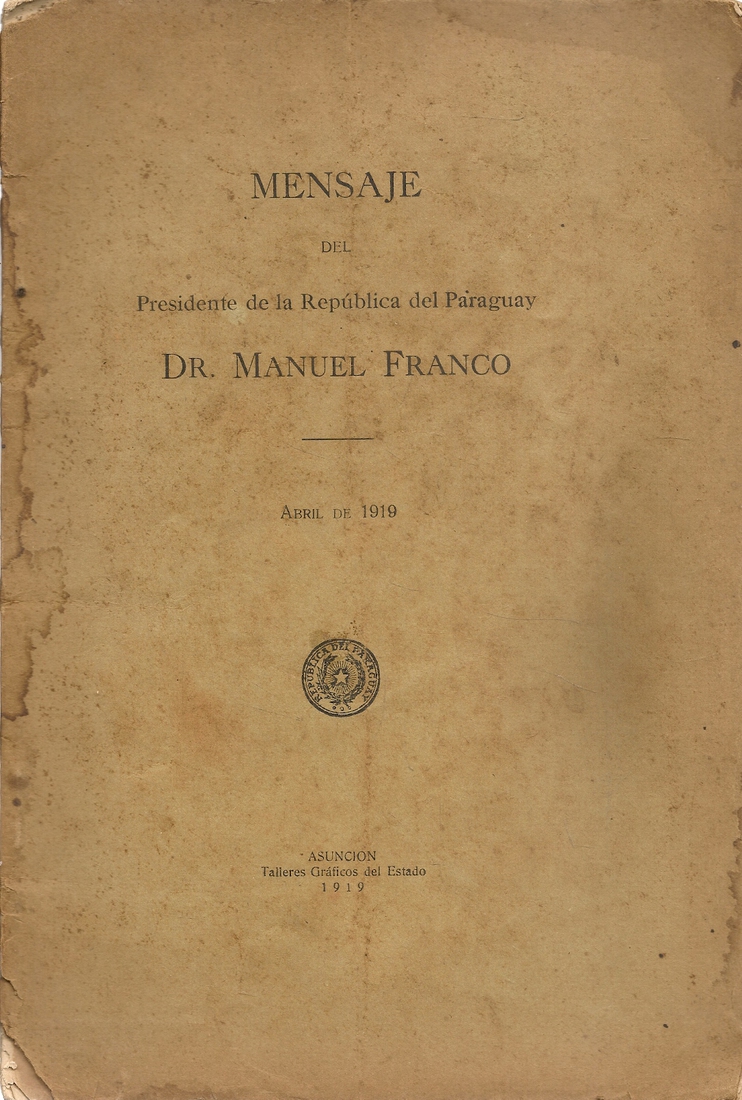 MENSAJE
DEL
Presidente de la República del Paraguay
DR. MANUEL FRANCO
ABRIL DE 1919
REPUBLICA DEL PARAGUAY
ASUNCION
Talleres Gráficos del Estado
1919